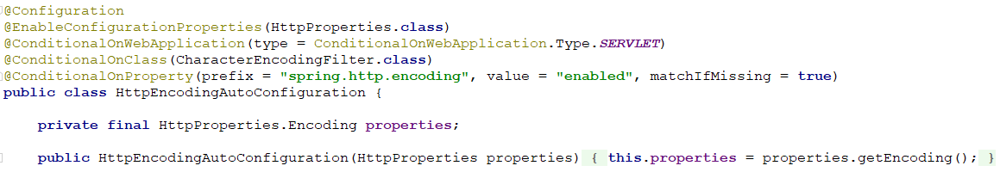 @Configuration
@EnableConfigurationProperties(HttpProperties.class)
@ConditionalOnWebApplication(type = ConditionalOnWebApplication.Type.SERVLET)
@ConditionalOnClass(CharacterEncodingFilter.class)
@ConditionalOnProperty(prefix = "spring.http.encoding", value = "enabled", matchIfMissing = true)
public class HttpEncodingAutoConfiguration {
private final HttpProperties.Encoding properties;
public HttpEncodingAutoConfiguration(HttpProperties properties) { this.properties = properties.getEncoding(); }